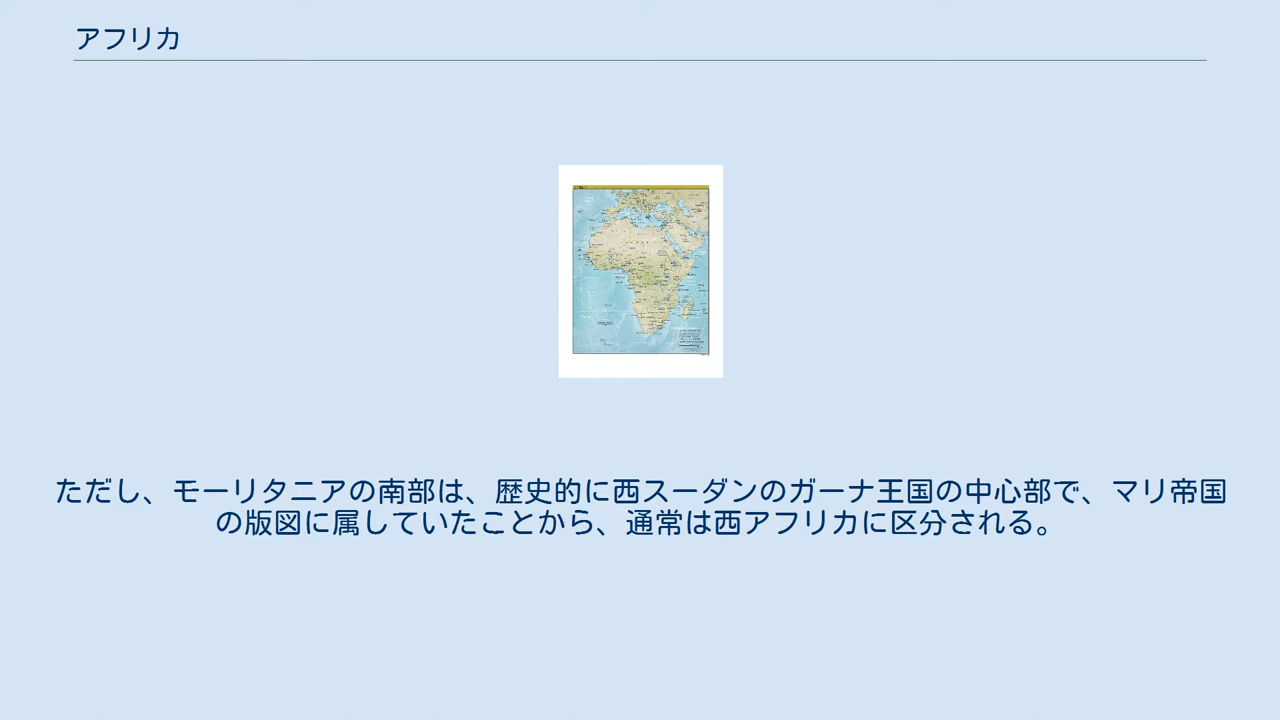 アフリカ
ただし、モーリタニアの南部は、歴史的に西スーダンのガーナ王国の中心部で、マリ帝国
の版図に属していたことから、通常は西アフリカに区分される。